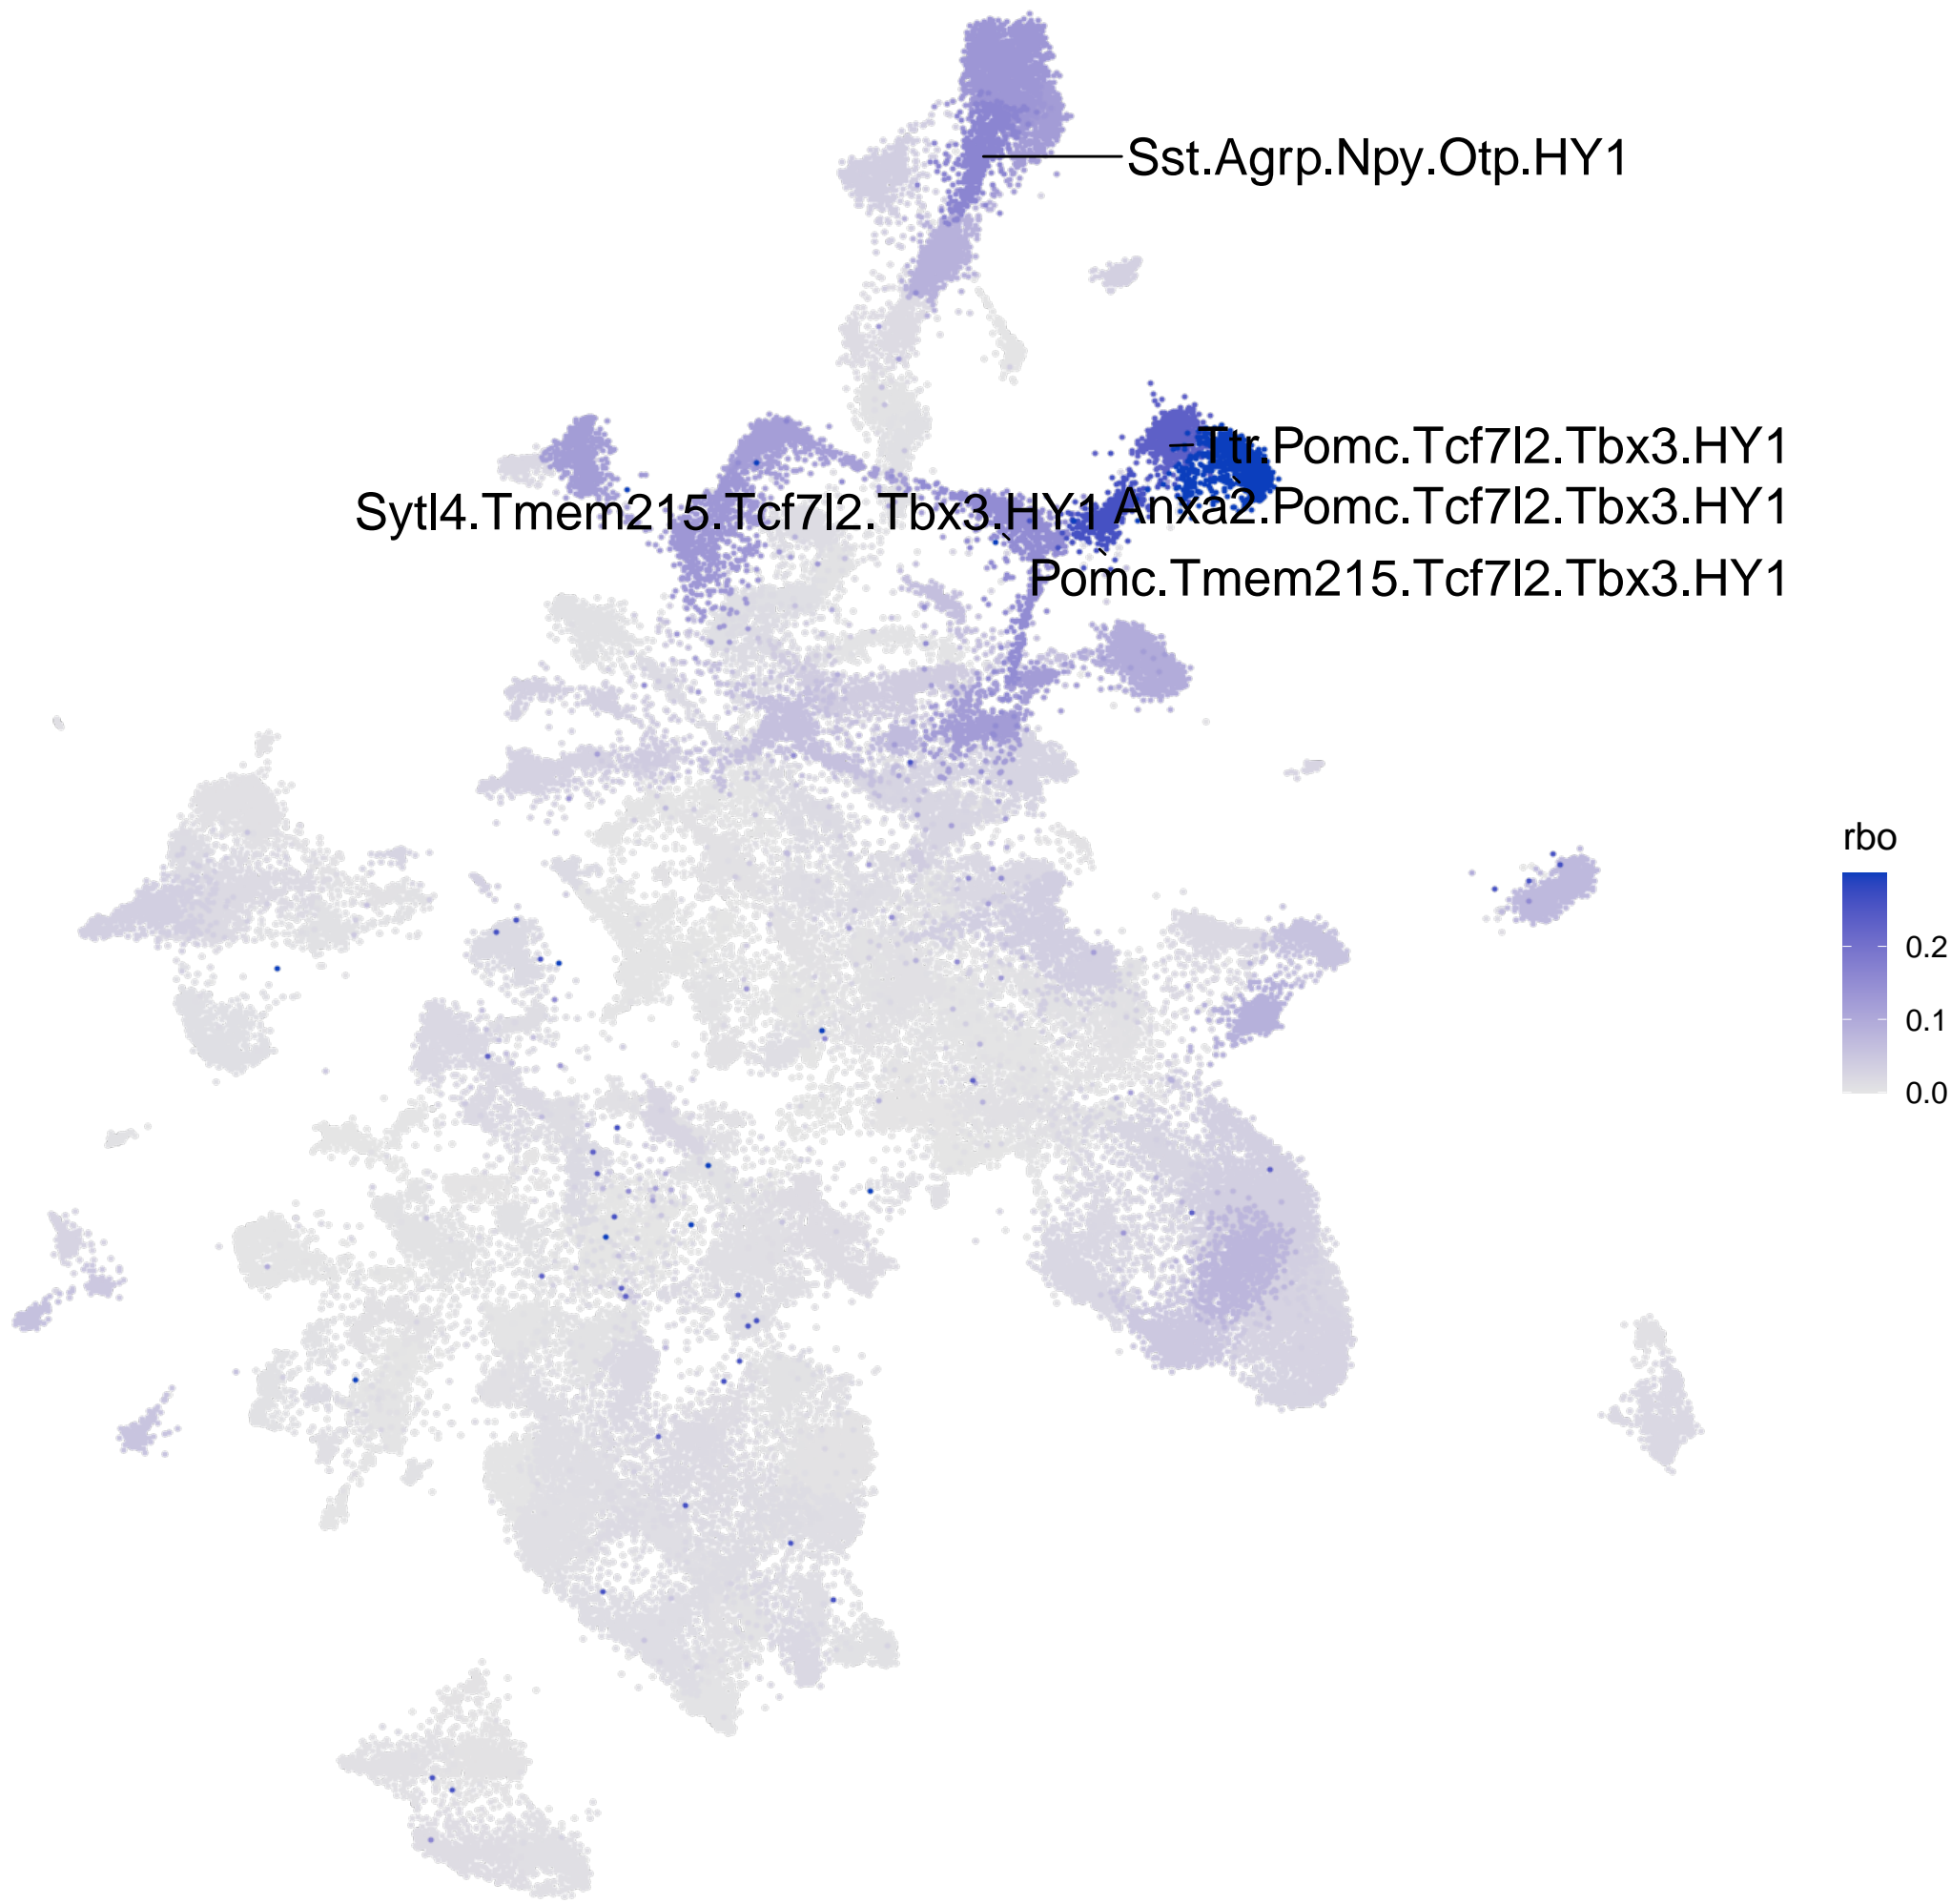 Sst.Agrp.Npy.Otp.HY1
Ttr.Pomc.Tcf7l2.Tbx3.HY1
Sytl4.Tmem215.Tcf7l2.Tbx3.HY1
Anxa2.Pomc.Tcf7l2.Tbx3.HY1
Pomc.Tmem215.Tcf7l2.Tbx3.HY1
rbo
0.2
0.1
0.0